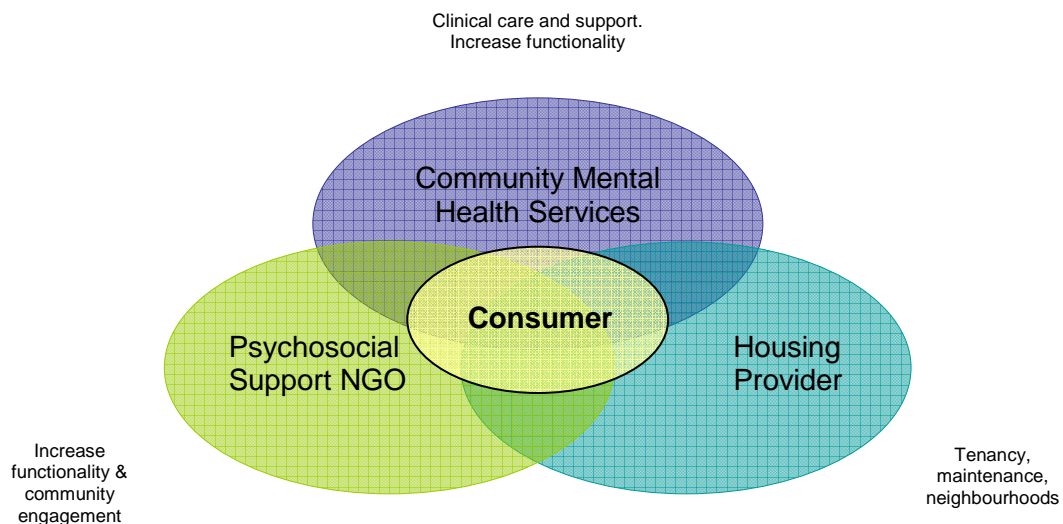 Clinical care and support.
Increase functionality
Community Mental
Health Services
Consumer
Psychosocial
Support NGO
Housing
Provider
Increase
functionality &
community
engagement
Tenancy,
maintenance,
neighbourhoods